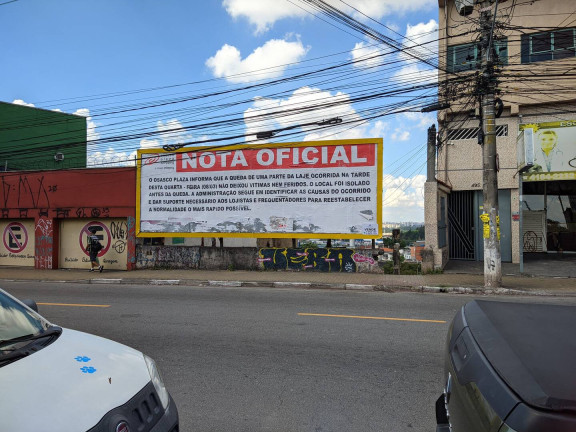 NOTA OFICIAL
O OSASCO PLAZA INFORMA QUE A QUEDA DE UMA PARTE DA LAJE OCORRIDA NA TARDE
DESTA QUARTA - FEIRA (08/03) NÃO DEIXOU VÍTIMAS NEM FERIDOS. O LOCAL FOI ISOLADO
ANTES DA QUEDA. A ADMINISTRAÇÃO SEGUE EM IDENTIFICAR AS CAUSAS DO OCORRIDO
E DAR SUPORTE NECESSÁRIO AOS LOJISTAS E FREQUENTADORES PARA REESTABELECER
A NORMALIDADE O MAIS RÁPIDO POSSÍVEL.